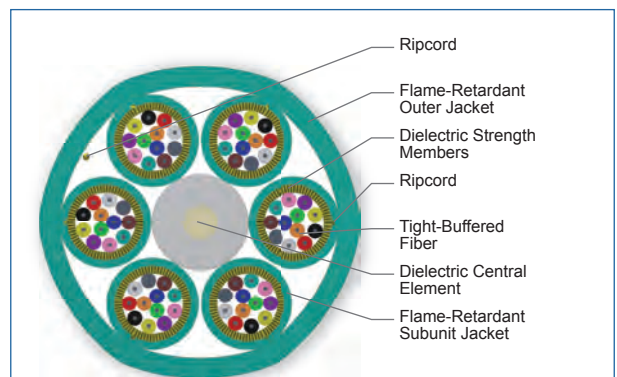 Ripcord
Flame-Retardant
Outer Jacket
Dielectric Strength
Members
Ripcord
Tight-Buffered
Fiber
Dielectric Central
Element
Flame-Retardant
Subunit Jacket